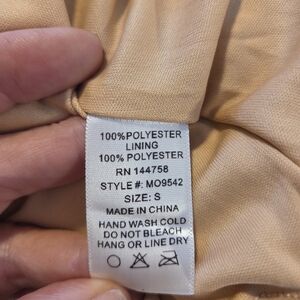 100%POLYESTER
LINING
100% POLYESTER
RN 144758
STYLE #: MO9542
SIZE: S
MADE IN CHINA
HAND WASH COLD
DO NOT BLEACH
HANG OR LINE DRY